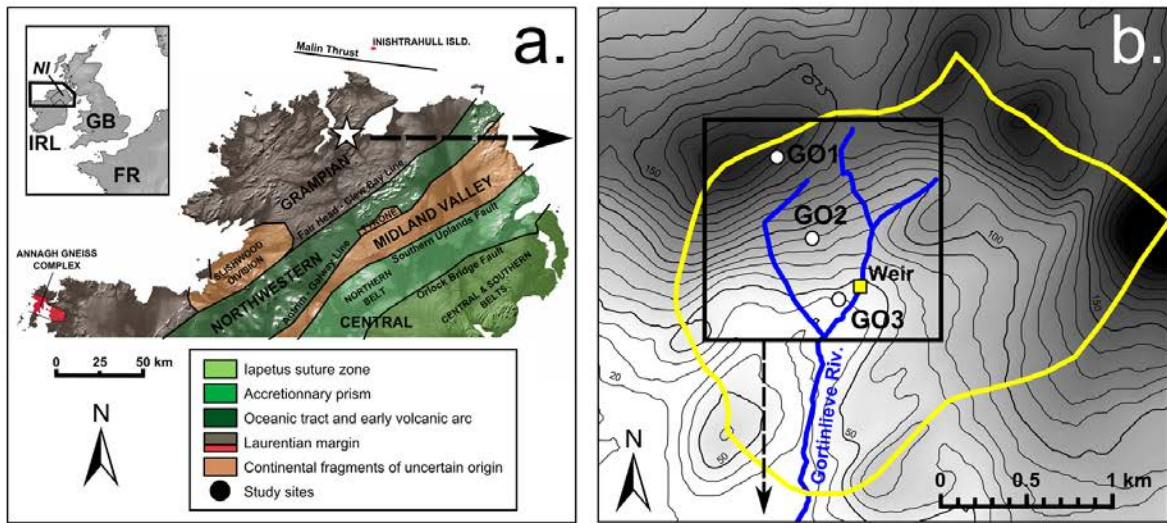 a.
INISHTRAHULL ISLD.
Malin Thrust
NI
GB
IRL
FR
GRAMPIAN
Fair Head - Clew Bay Line
TYRONE
MIDLAND VALLEY
Southern Uplands Fault
SLISHWOOD
DIVISION
NORTHWESTERN
Antrim - Galway Line
Orlock Bridge Fault
ANNAGH GNEISS
COMPLEX
NORTHERN
BELT
CENTRAL
CENTRAL & SOUTHERN
BELTS
0 25 50 km
N
Iapetus suture zone
Accretionnary prism
Oceanic tract and early volcanic arc
Laurentian margin
Continental fragments of uncertain origin
Study sites
b.
GO1
150
GO2
100
Weir
150
GO3
20
50
50
Gortinlieve Riv.
N
0 0.5 1 km